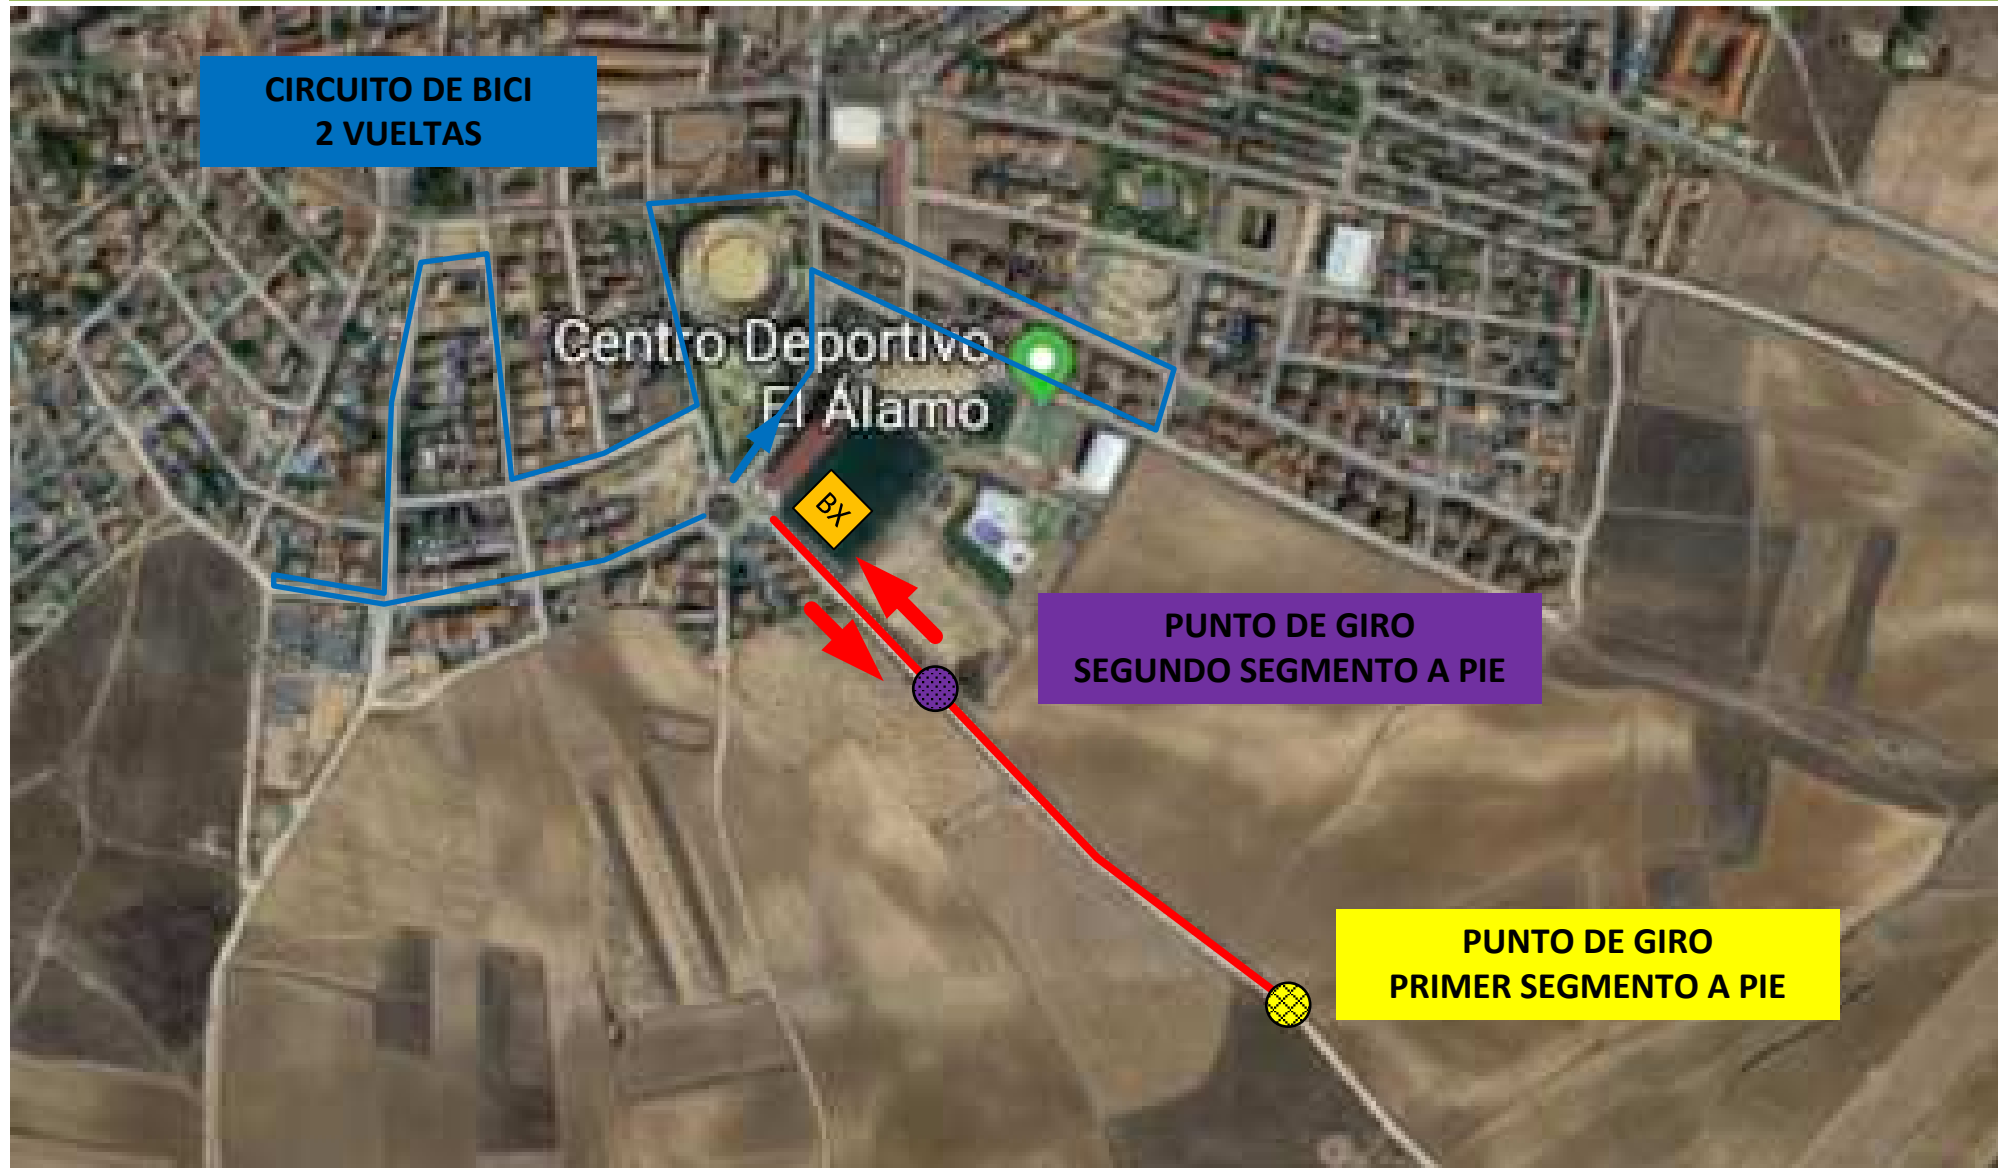 CIRCUITO DE BICI
2 VUELTAS
Centro Deportivo
El Álamo
BX
PUNTO DE GIRO
SEGUNDO SEGMENTO A PIE
PUNTO DE GIRO
PRIMER SEGMENTO A PIE